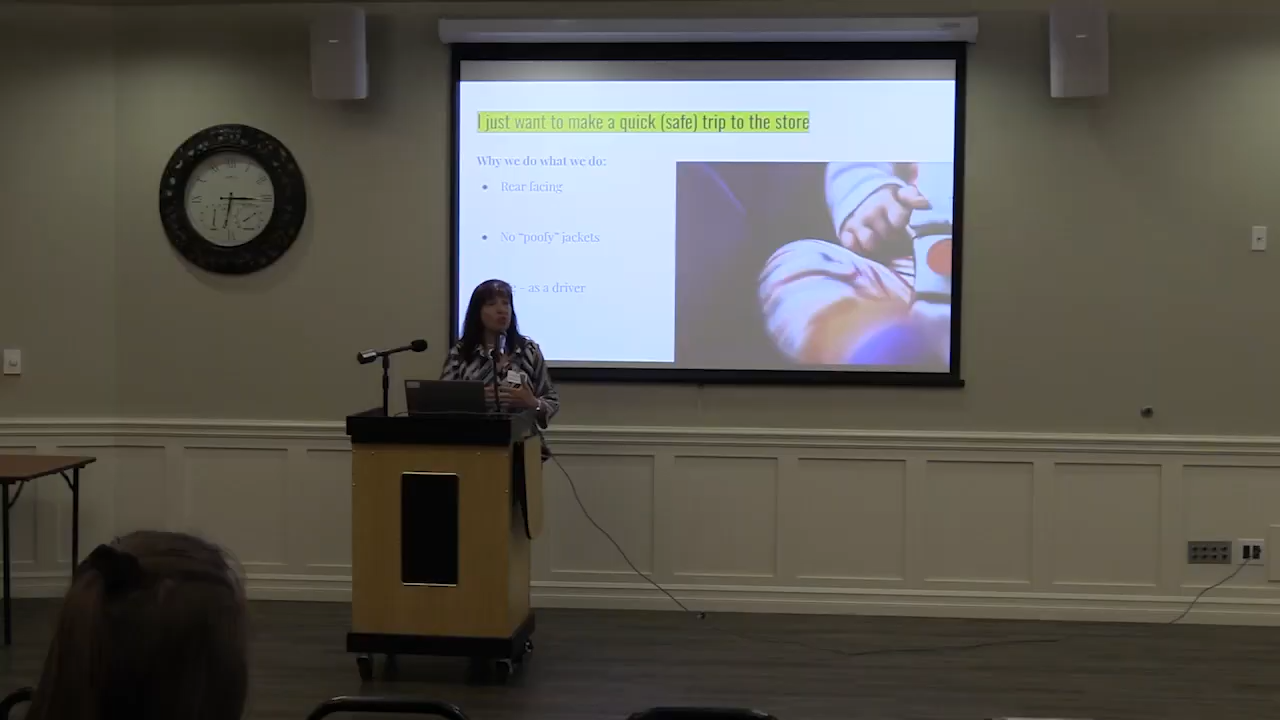 I just want to make a quick (safe) trip to the store
Why we do what we do:
Rear facing
No "poofy" jackets
- as a driver